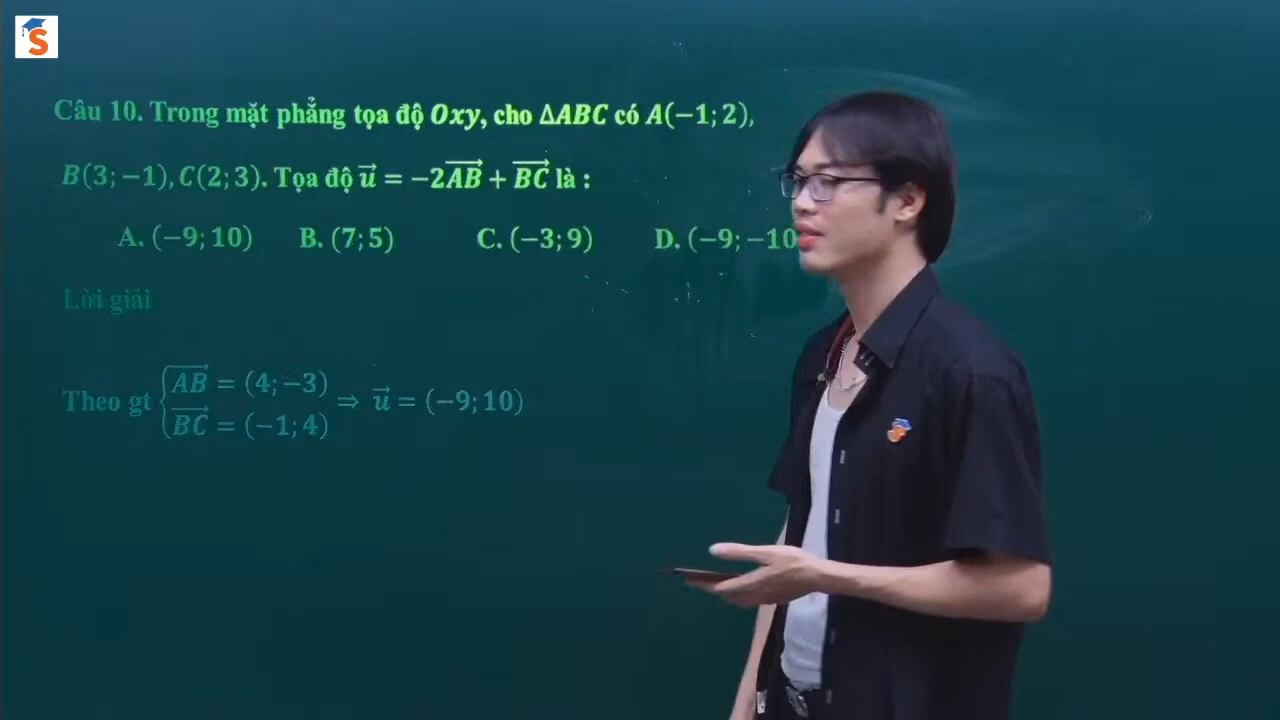 S
Câu 10. Trong mặt phẳng tọa độ Oxy, cho ΔABC có A(−1; 2),
B(3; −1), C(2; 3). Tọa độ u⃗ = −2A͞B⃗ + B͞C⃗ là :
A. (−9; 10) B. (7; 5) C. (−3; 9) D. (−9; −10
Lời giải
Theo gt {AB⃗ = (4; −3) ⇒ u⃗ = (−9; 10)
BC⃗ = (−1; 4)